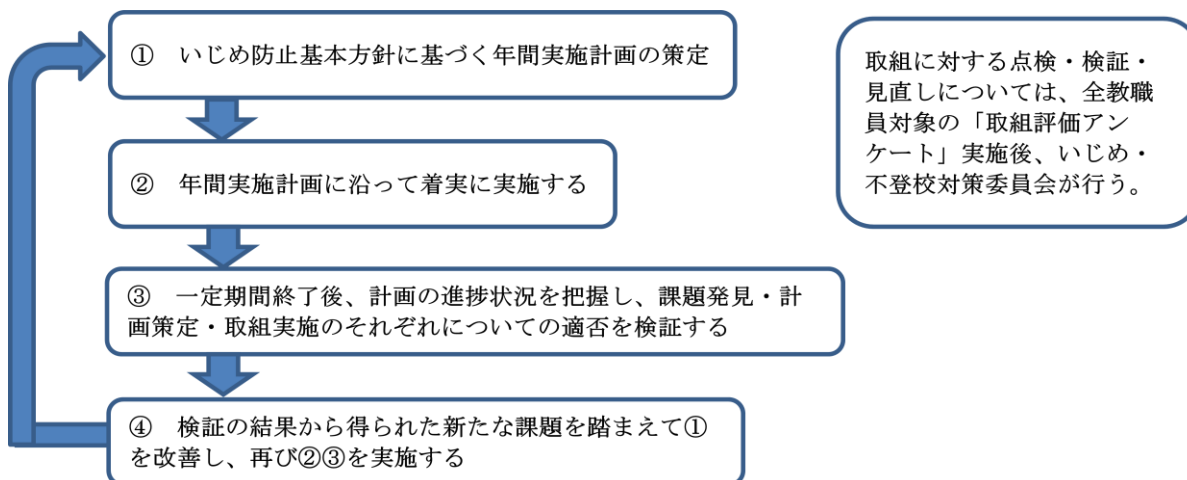 ① いじめ防止基本方針に基づく年間実施計画の策定
② 年間実施計画に沿って着実に実施する
③ 一定期間終了後、計画の進捗状況を把握し、課題発見・計
画策定・取組実施のそれぞれについての適否を検証する
④ 検証の結果から得られた新たな課題を踏まえて①
を改善し、再び②③を実施する
取組に対する点検・検証・
見直しについては、全教職
員対象の「取組評価アン
ケート」実施後、いじめ・
不登校対策委員会が行う。